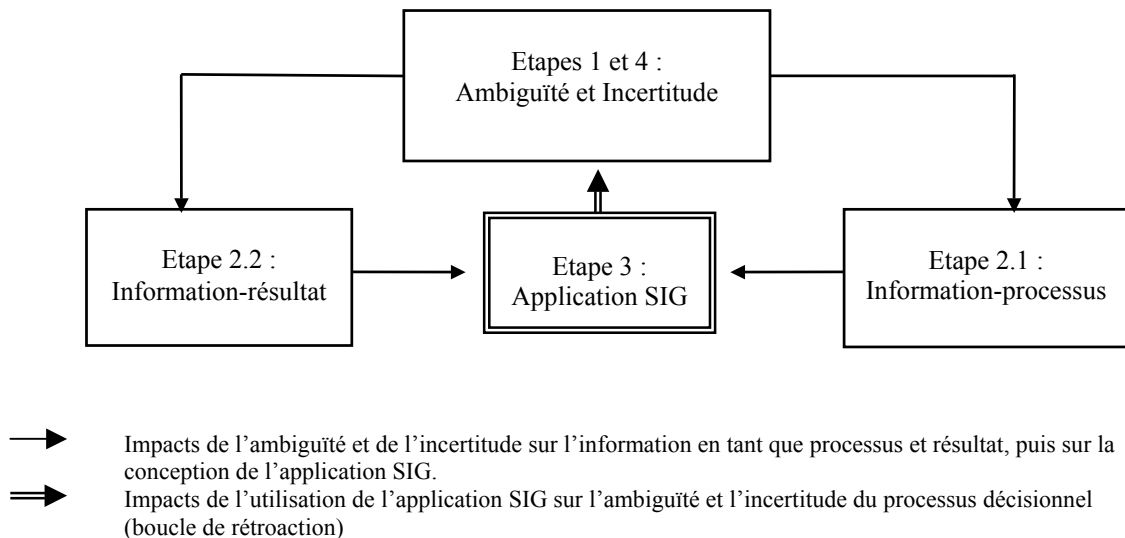 Etapes 1 et 4 :
Ambiguïté et Incertitude
Etape 2.2 :
Information-résultat
Etape 3 :
Application SIG
Etape 2.1 :
Information-processus
Impacts de l’ambiguïté et de l’incertitude sur l’information en tant que processus et résultat, puis sur la
conception de l’application SIG.
Impacts de l’utilisation de l’application SIG sur l’ambiguïté et l’incertitude du processus décisionnel
(boucle de rétroaction)